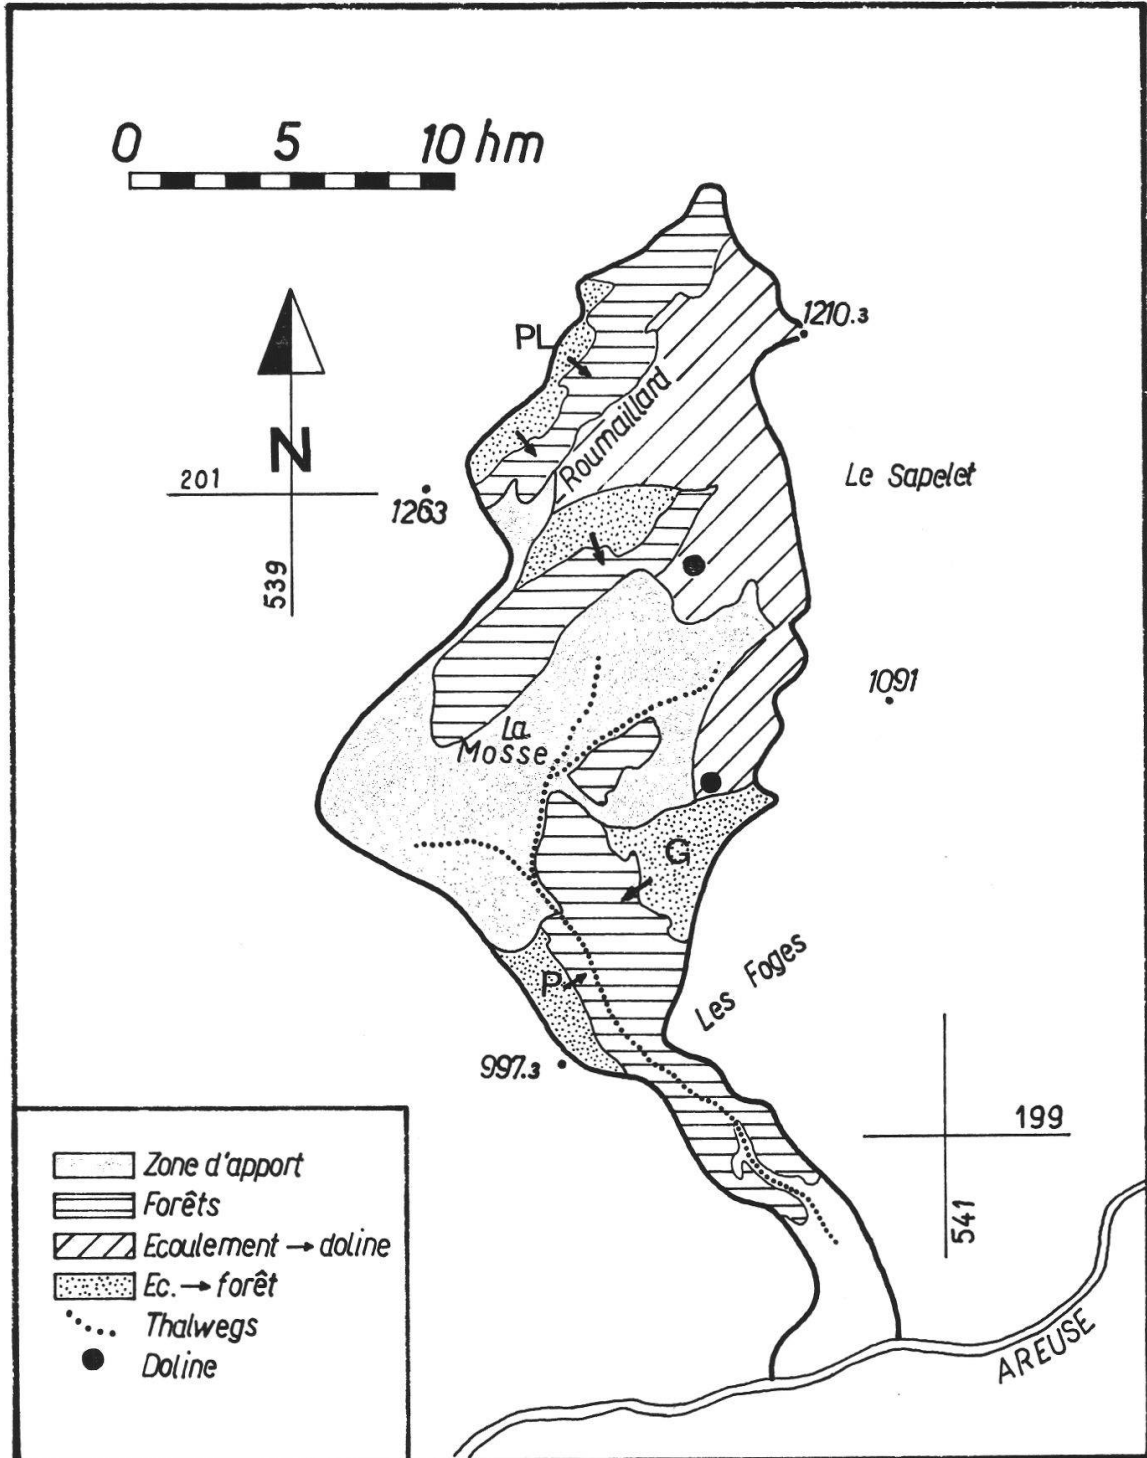 0 5 10 hm
1210.3
PL
N
Roumaillard
201
1263
Le Sapelet
539
1091
La
Mosse
G
P
Les Foges
997.3
199
541
Zone d'apport
Forêts
Ecoulement → doline
Ec. → forêt
Thalwegs
Doline
AREUSE